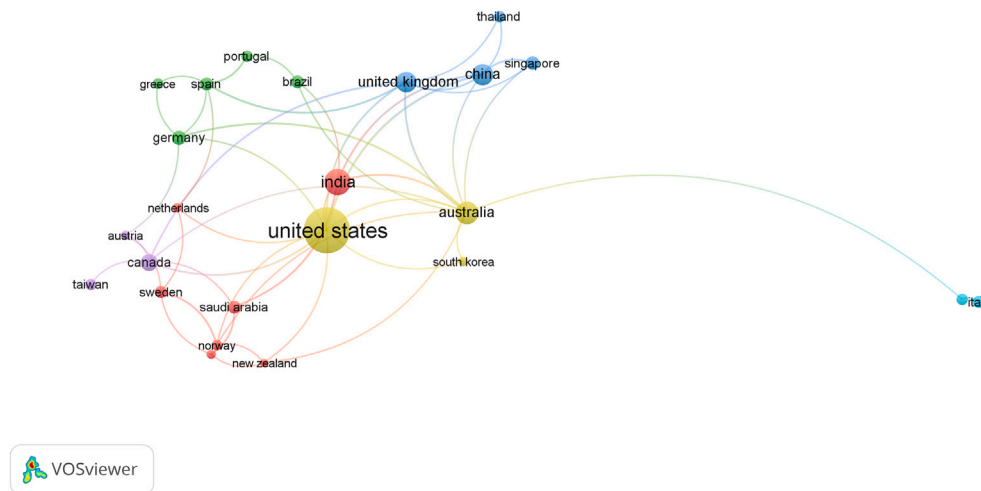 thailand
portugal
singapore
china
united kingdom
brazil
greece
spain
germany
india
netherlands
australia
united states
austria
canada
south korea
taiwan
sweden
saudi arabia
ita
norway
new zealand
VOSviewer